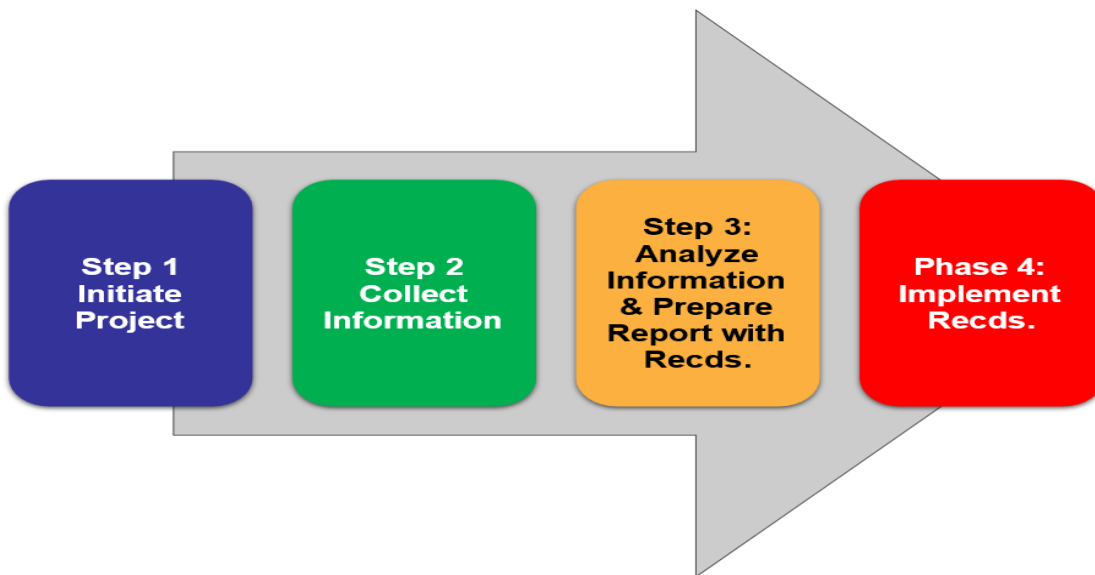 Step 1
Initiate
Project
Step 2
Collect
Information
Step 3:
Analyze
Information
& Prepare
Report with
Recds.
Phase 4:
Implement
Recds.